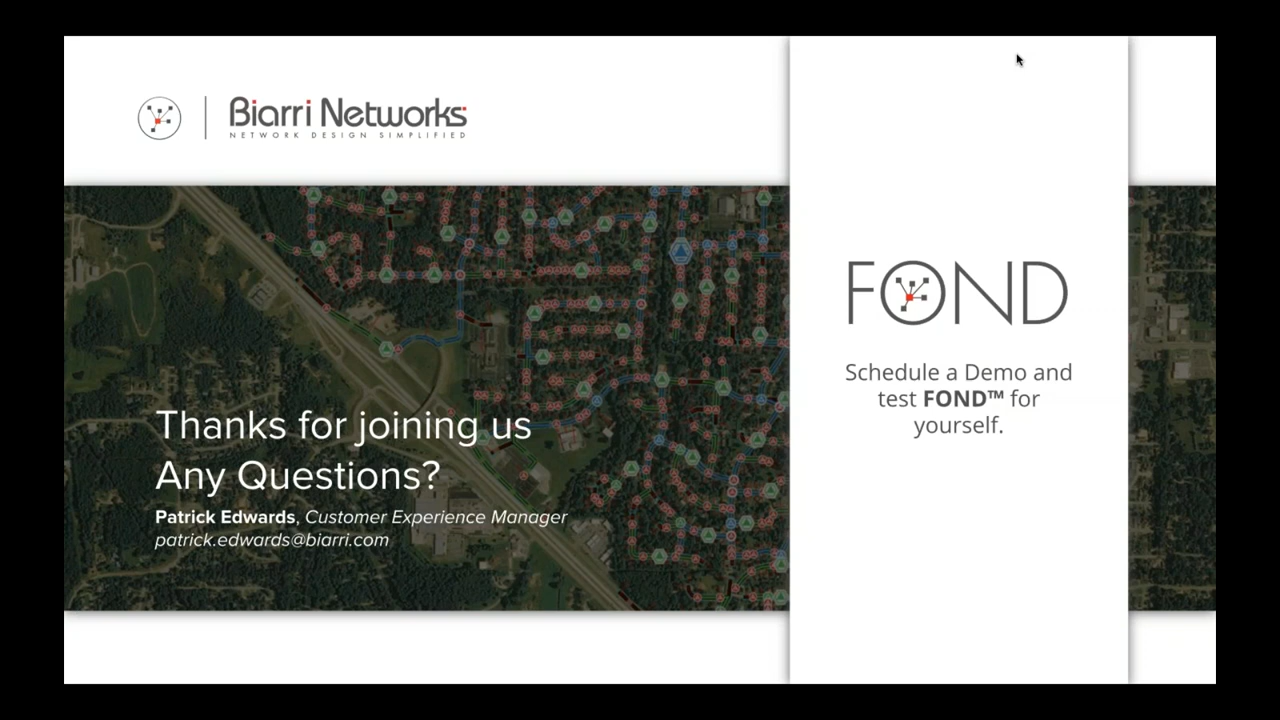 Biarri Networks
NETWORK DESIGN SIMPLIFIED
Thanks for joining us
Any Questions?
Patrick Edwards, Customer Experience Manager
patrick.edwards@biarri.com
FOND
Schedule a Demo and
test FOND™ for
yourself.